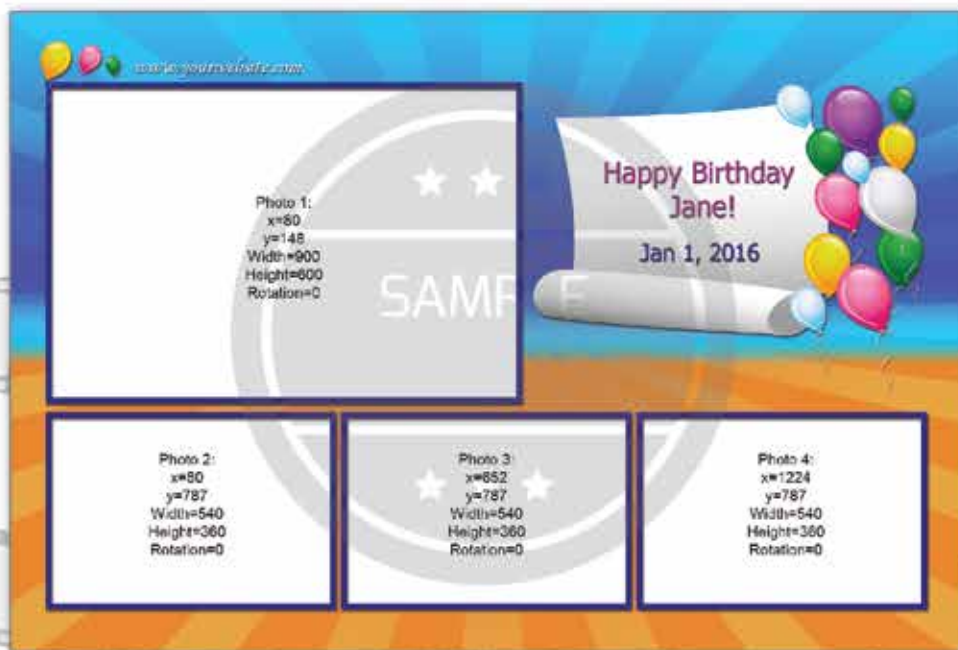 www.yourwebsite.com
Photo 1:
x=80
y=148
Width=900
Height=600
Rotation=0
Happy Birthday
Jane!
Jan 1, 2016
SAMPLE
Photo 2:
x=80
y=787
Width=540
Height=360
Rotation=0
Photo 3:
x=652
y=787
Width=540
Height=360
Rotation=0
Photo 4:
x=1224
y=787
Width=540
Height=360
Rotation=0